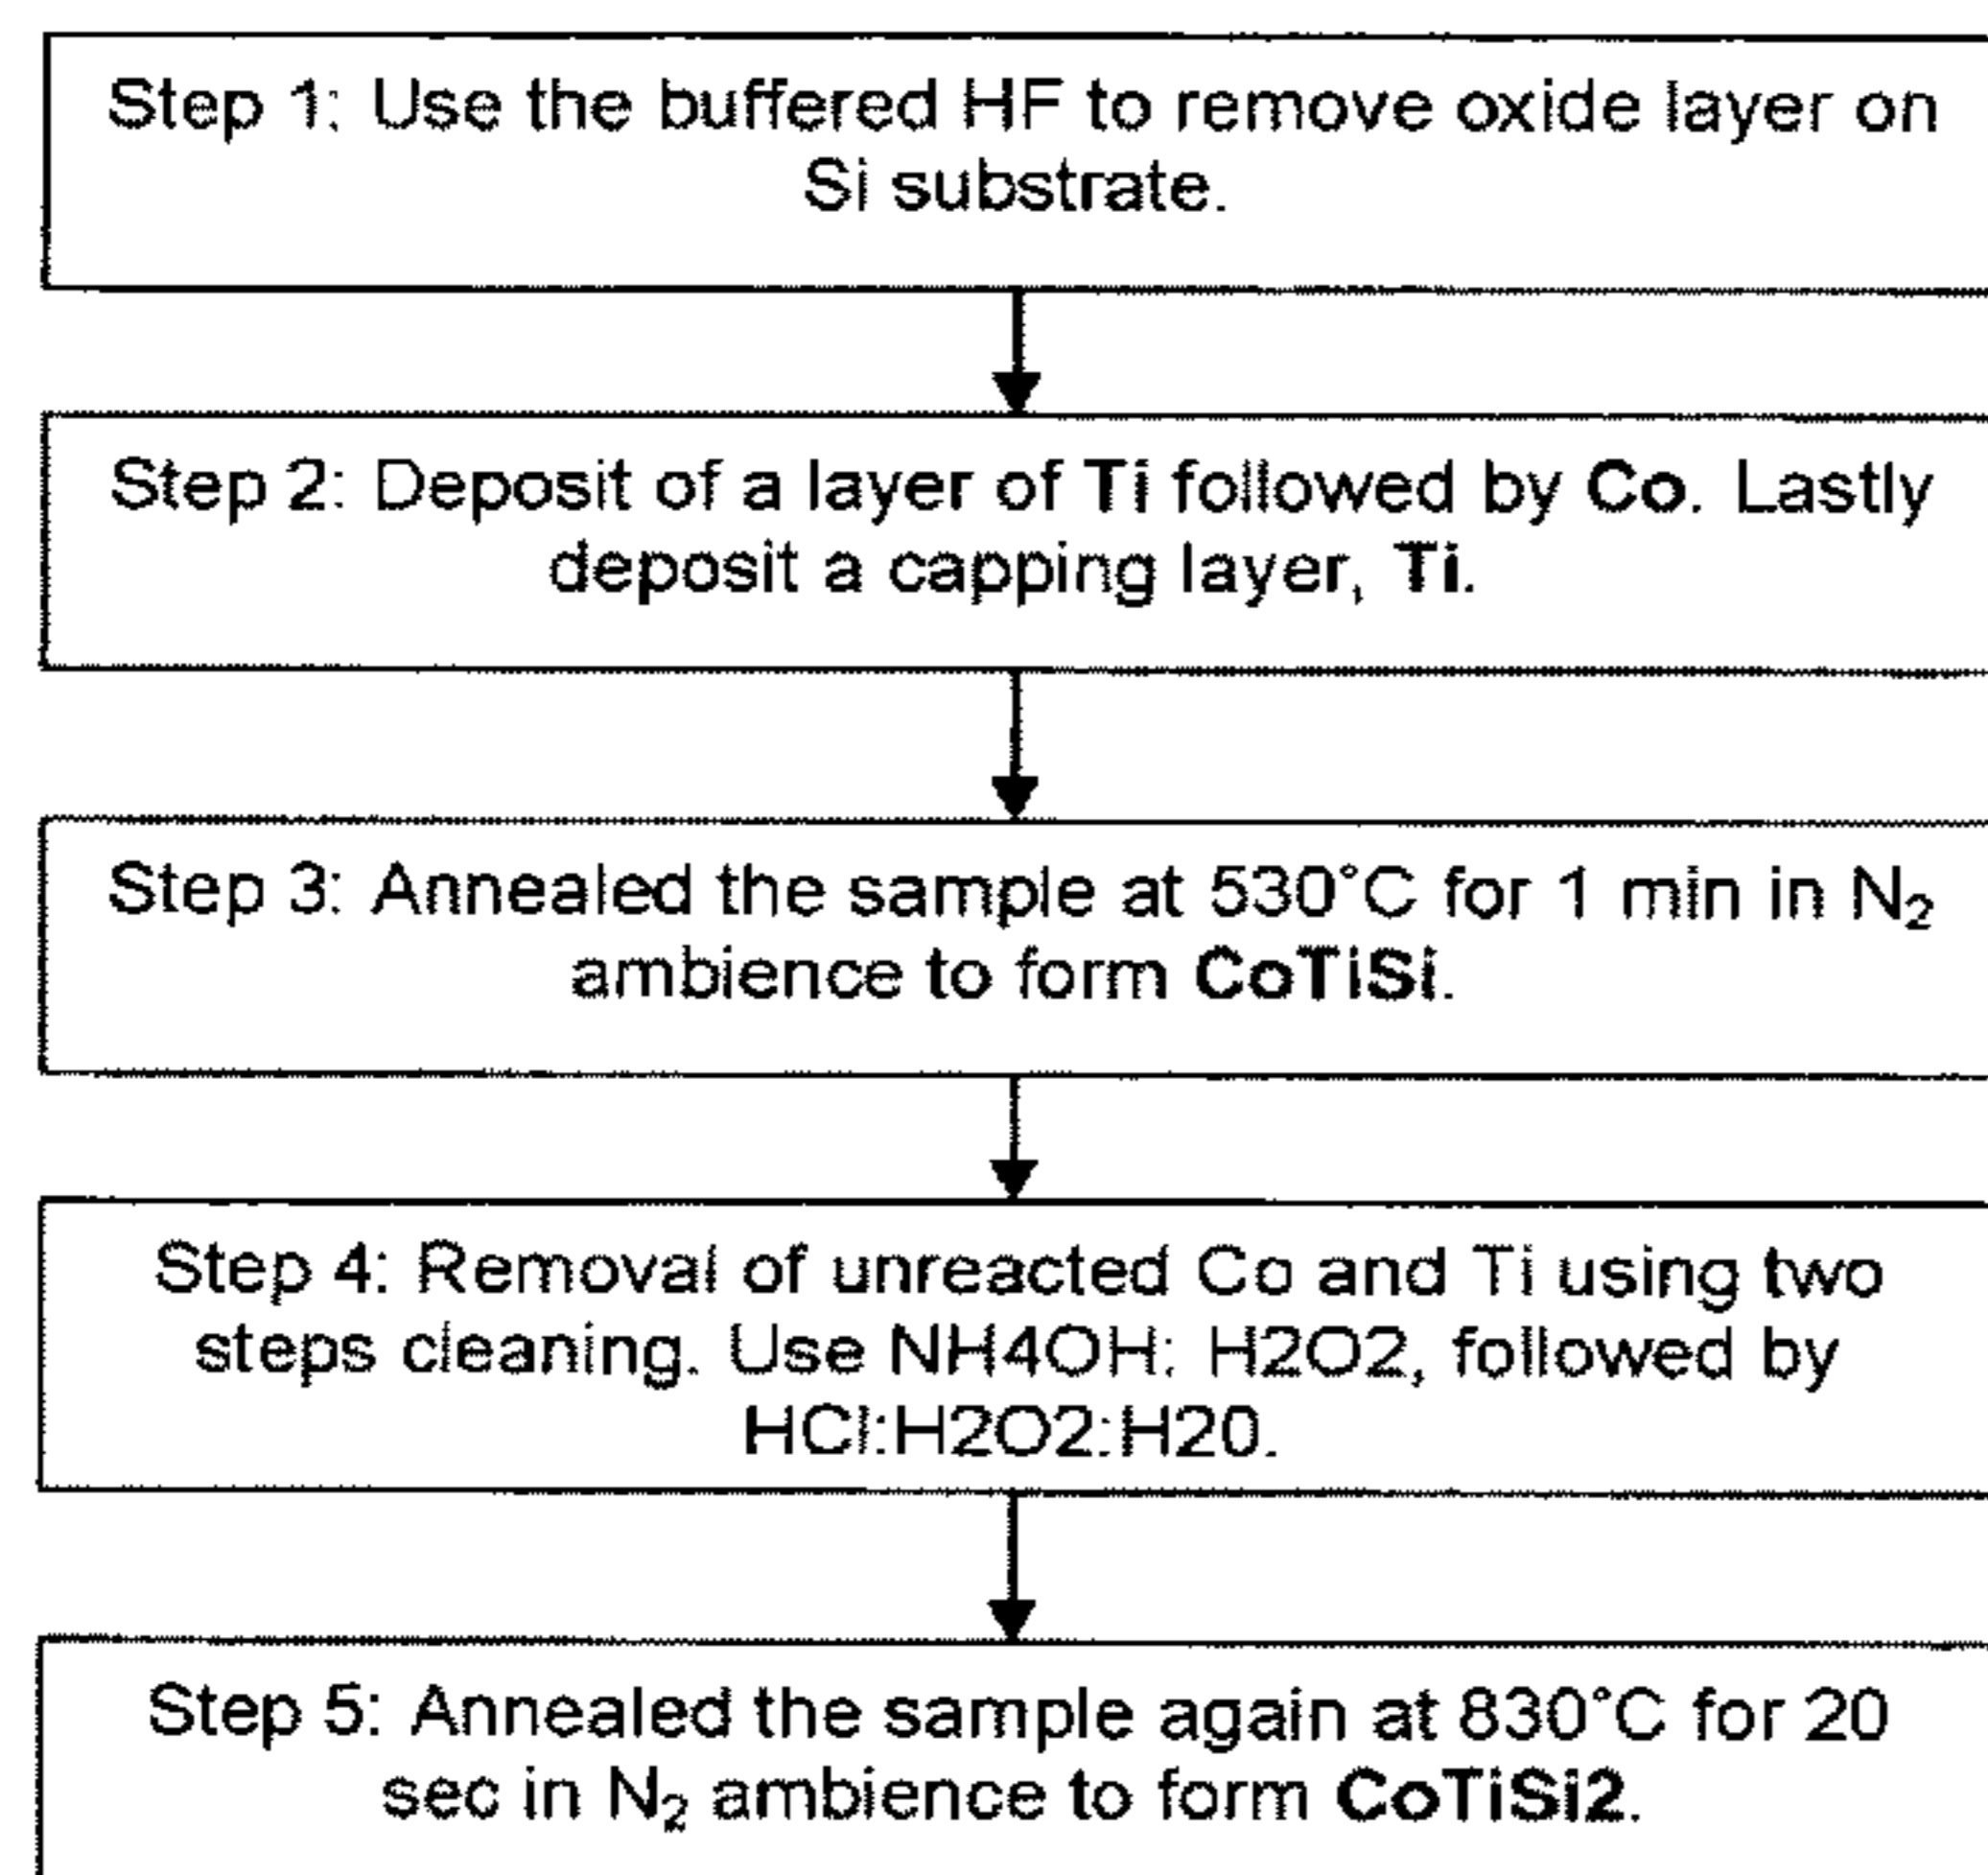 Step 1: Use the buffered HF to remove oxide layer on
Si substrate.
Step 2: Deposit of a layer of Ti followed by Co. Lastly
deposit a capping layer, Ti.
Step 3: Annealed the sample at 530°C for 1 min in N₂
ambience to form CoTiSi.
Step 4: Removal of unreacted Co and Ti using two
steps cleaning. Use NH4OH: H2O2, followed by
HCl:H2O2:H20.
Step 5: Annealed the sample again at 830°C for 20
sec in N₂ ambience to form CoTiSi2.